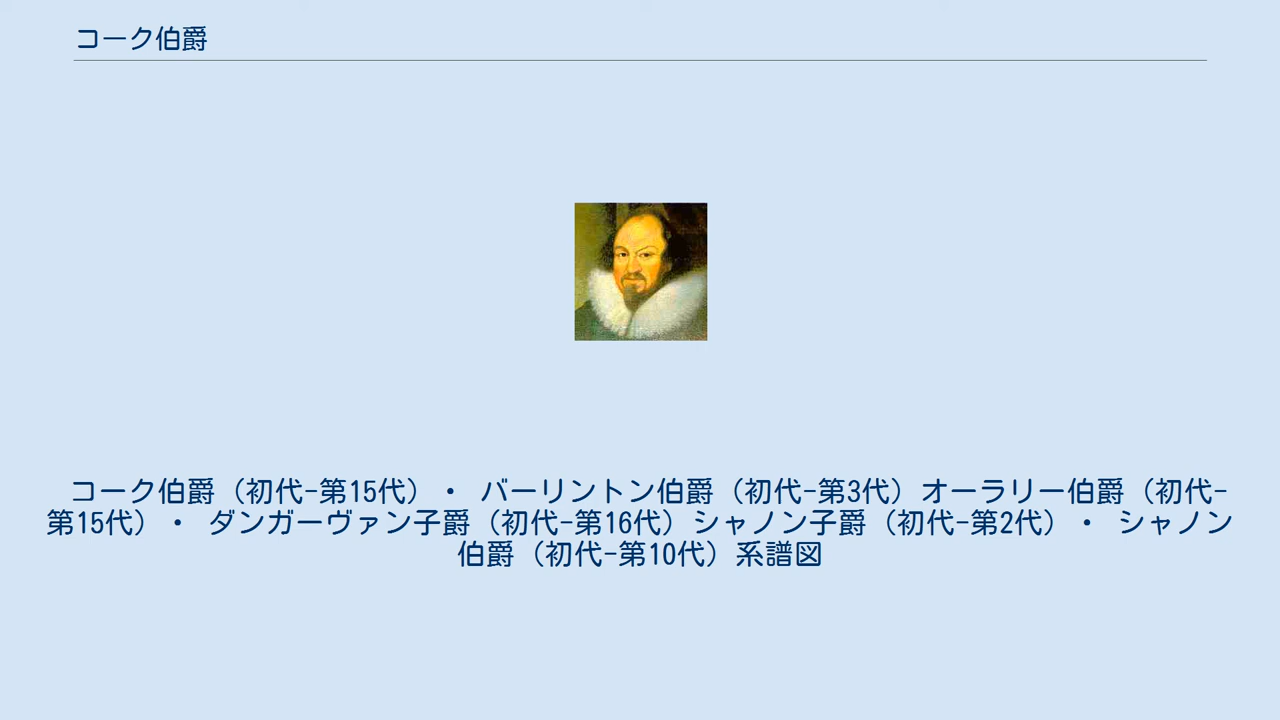 コーク伯爵
コーク伯爵（初代-第15代）・ バーリントン伯爵（初代-第3代）オーラリー伯爵（初代-
第15代）・ ダンガーヴァン子爵（初代-第16代）シャノン子爵（初代-第2代）・ シャノン
伯爵（初代-第10代）系譜図